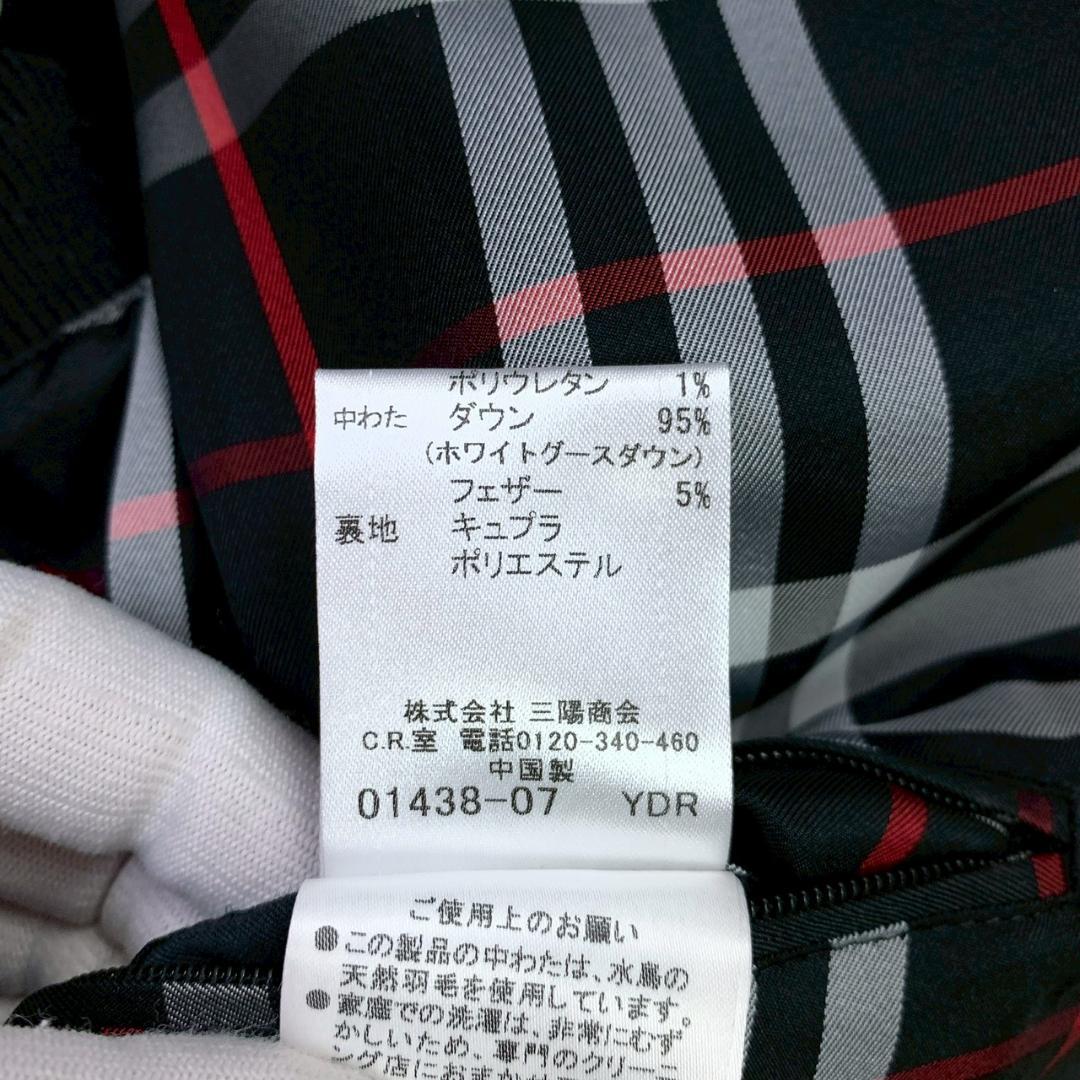 ポリウレタン 1%
中わた ダウン 95%
(ホワイトグースダウン)
フェザー 5%
裏地 キュプラ
ポリエステル
株式会社 三陽商会
C.R.室 電話0120-340-460
中国製
01438-07 YDR
ご使用上のお願い
●この製品の中わたは、水鳥の
天然羽毛を使用しています。
●家庭での洗濯は、非常にむず
かしいため、専門のクリーニ
ング店におまかせ